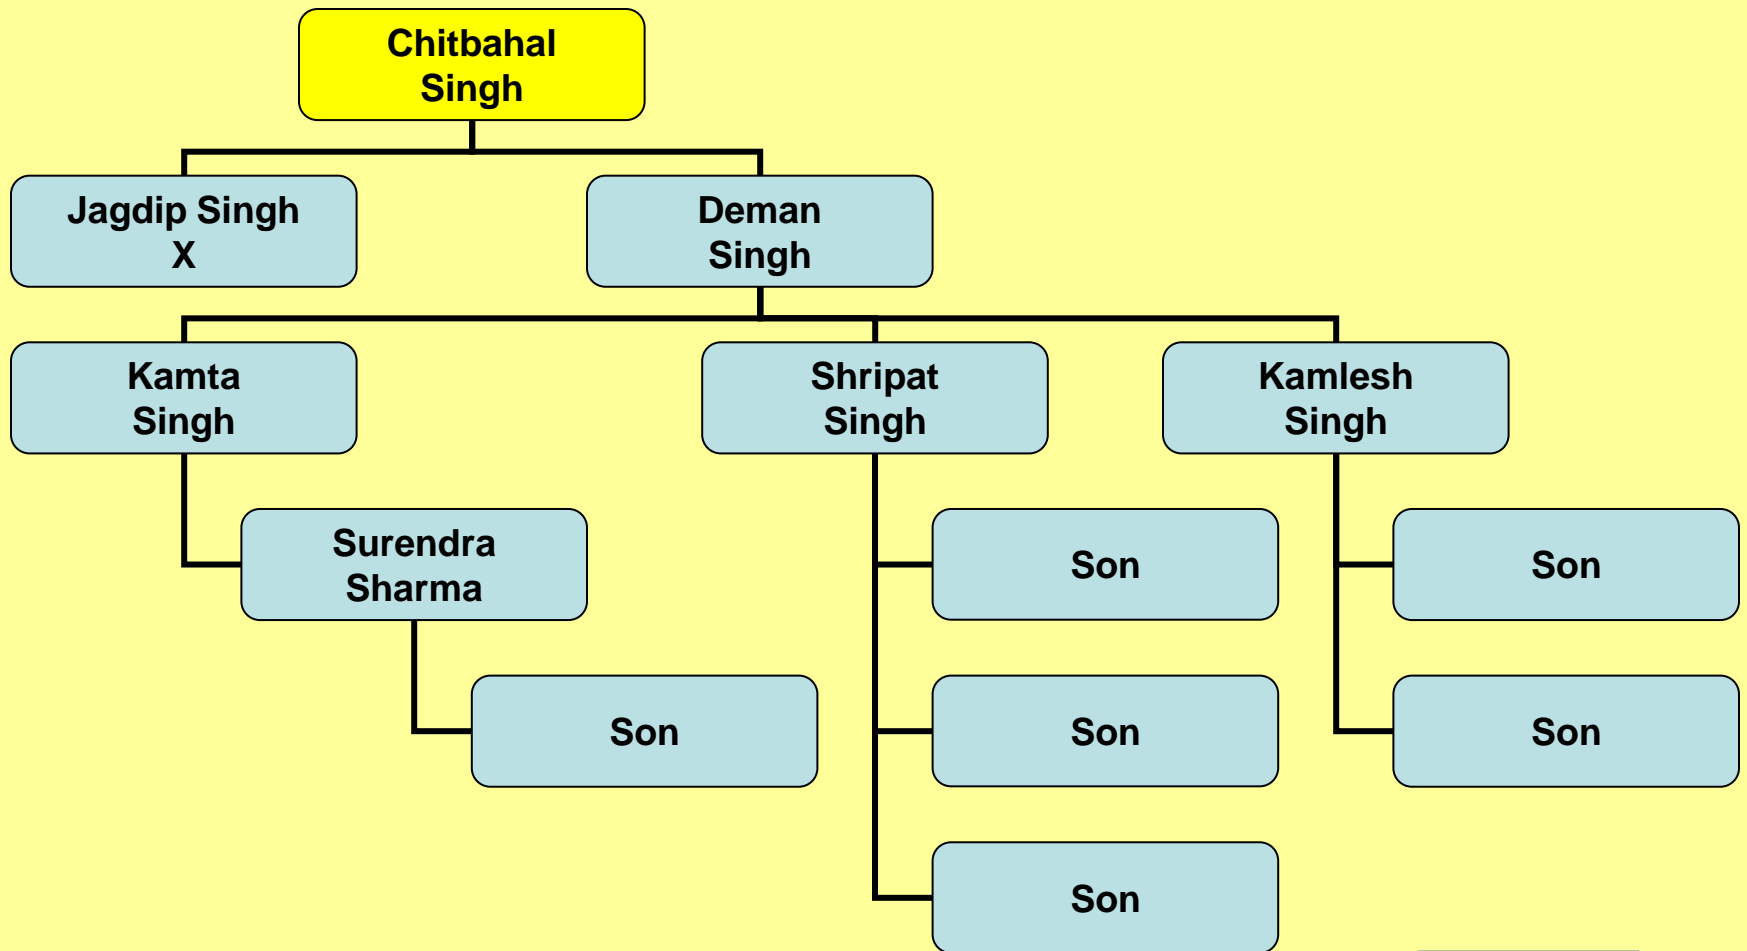 Chitbahal
Singh
Jagdip Singh
X
Deman
Singh
Kamta
Singh
Shripat
Singh
Kamlesh
Singh
Surendra
Sharma
Son
Son
Son
Son
Son
Son